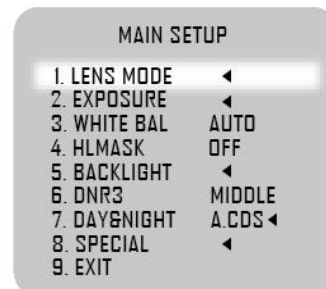 MAIN SETUP
1. LENS MODE ◄
2. EXPOSURE ◄
3. WHITE BAL AUTO
4. HLMASK OFF
5. BACKLIGHT ◄
6. DNR3 MIDDLE
7. DAY&NIGHT A.CDS◄
8. SPECIAL ◄
9. EXIT